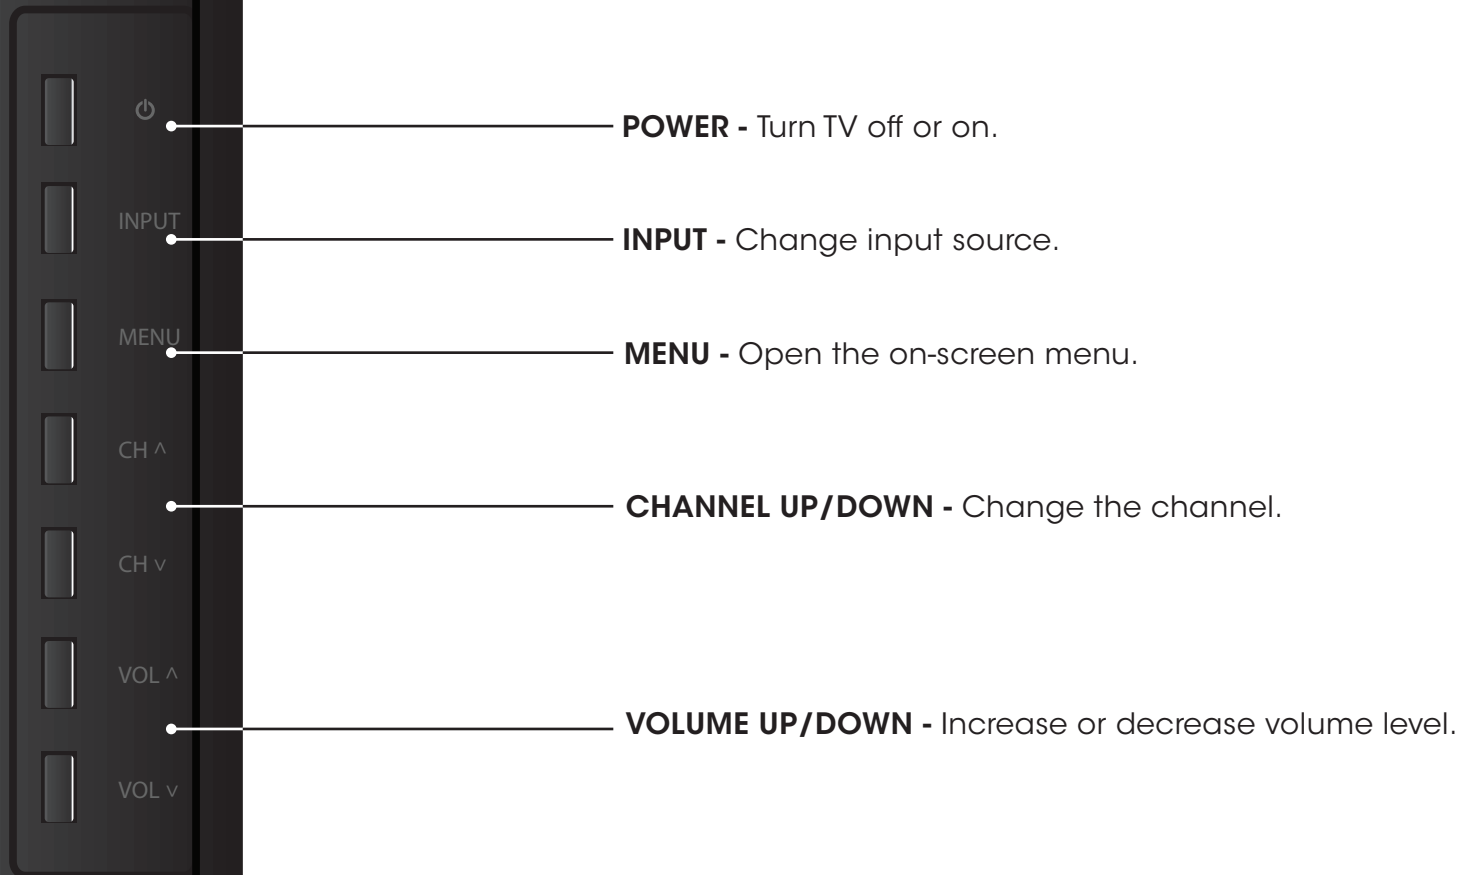 POWER - Turn TV off or on.
INPUT
INPUT - Change input source.
MENU
MENU - Open the on-screen menu.
CH ^
CHANNEL UP/DOWN - Change the channel.
CH v
VOL ^
VOLUME UP/DOWN - Increase or decrease volume level.
VOL v